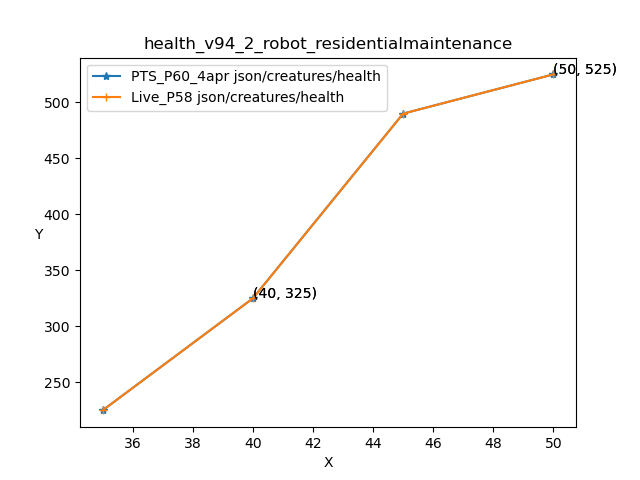 health_v94_2_robot_residentialmaintenance
PTS_P60_4apr json/creatures/health
Live_P58 json/creatures/health
(50, 525)
(40, 325)
Y
500
450
400
350
300
250
36 38 40 42 44 46 48 50
X